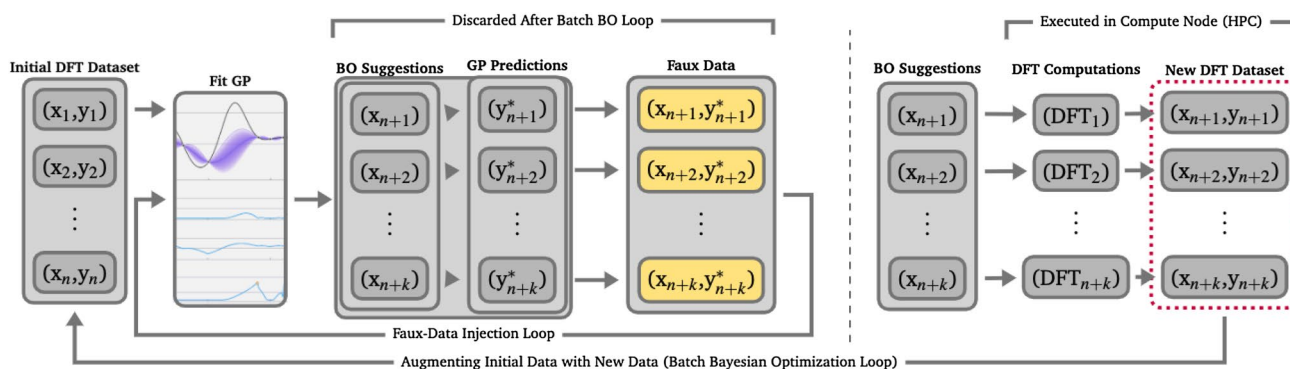 Discarded After Batch BO Loop
Executed in Compute Node (HPC)
Initial DFT Dataset
Fit GP
BO Suggestions
GP Predictions
Faux Data
BO Suggestions
DFT Computations
New DFT Dataset
(x₁,y₁)
(xₙ₊₁)
(y*ₙ₊₁)
(xₙ₊₁,y*ₙ₊₁)
(xₙ₊₁)
(DFT₁)
(xₙ₊₁,yₙ₊₁)
(x₂,y₂)
(xₙ₊₂)
(y*ₙ₊₂)
(xₙ₊₂,y*ₙ₊₂)
(xₙ₊₂)
(DFT₂)
(xₙ₊₂,yₙ₊₂)
⋮
⋮
⋮
⋮
⋮
⋮
⋮
(xₙ,yₙ)
(xₙ₊ₖ)
(y*ₙ₊ₖ)
(xₙ₊ₖ,y*ₙ₊ₖ)
(xₙ₊ₖ)
(DFTₙ₊ₖ)
(xₙ₊ₖ,yₙ₊ₖ)
Faux-Data Injection Loop
Augmenting Initial Data with New Data (Batch Bayesian Optimization Loop)